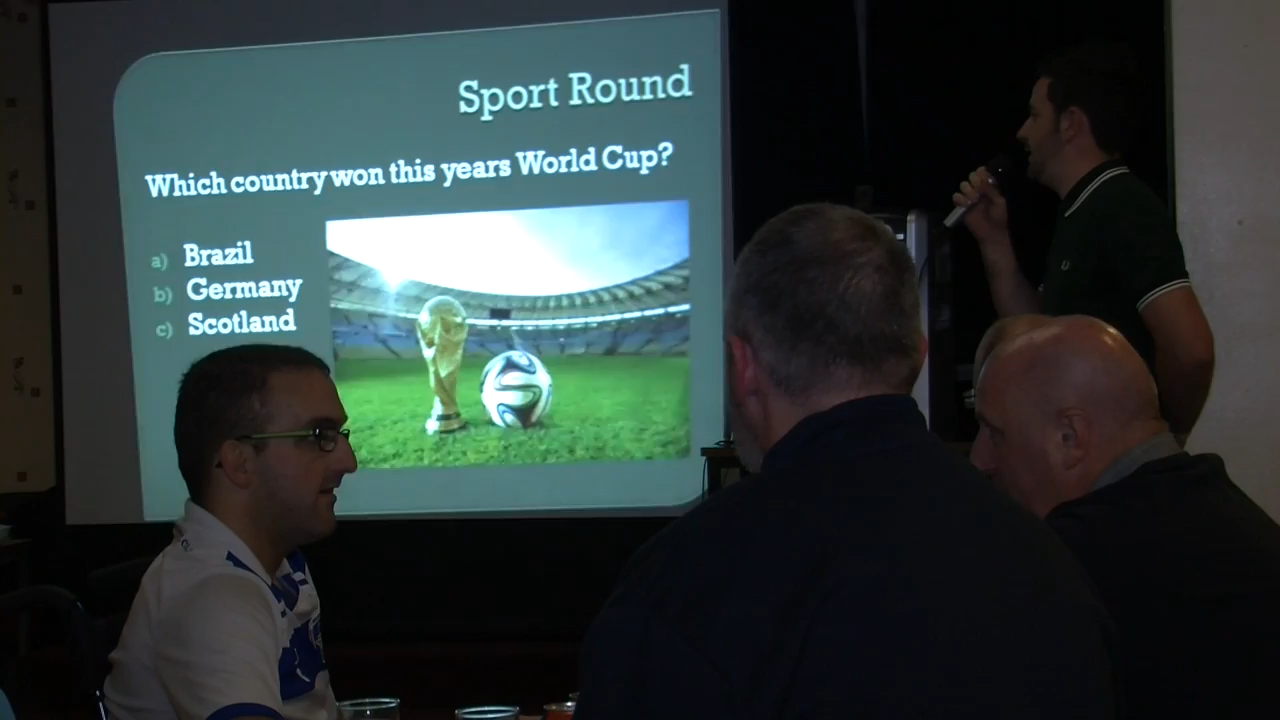 Sport Round
Which country won this years World Cup?
a) Brazil
b) Germany
c) Scotland